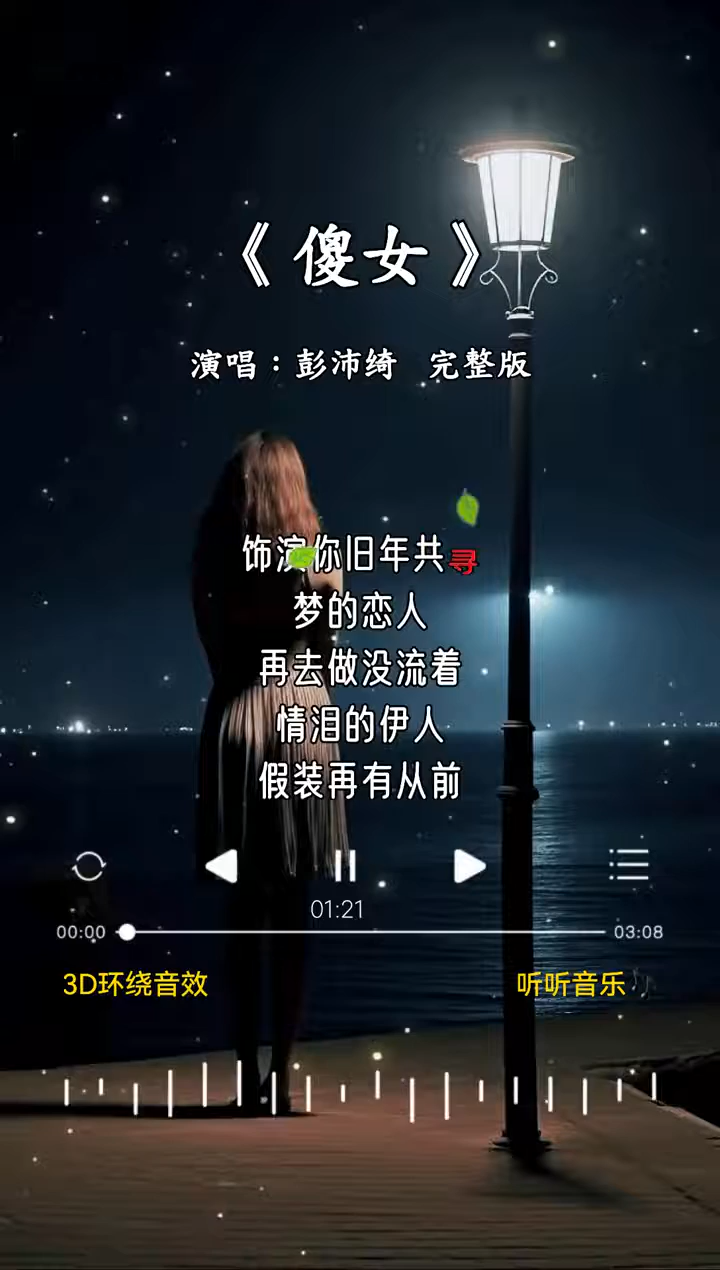 《傻女》
演唱：彭沛绮 完整版
饰演你旧年共寻
梦的恋人
再去做没流着
情泪的伊人
假装再有从前
01:21
00:00 03:08
3D环绕音效 听听音乐